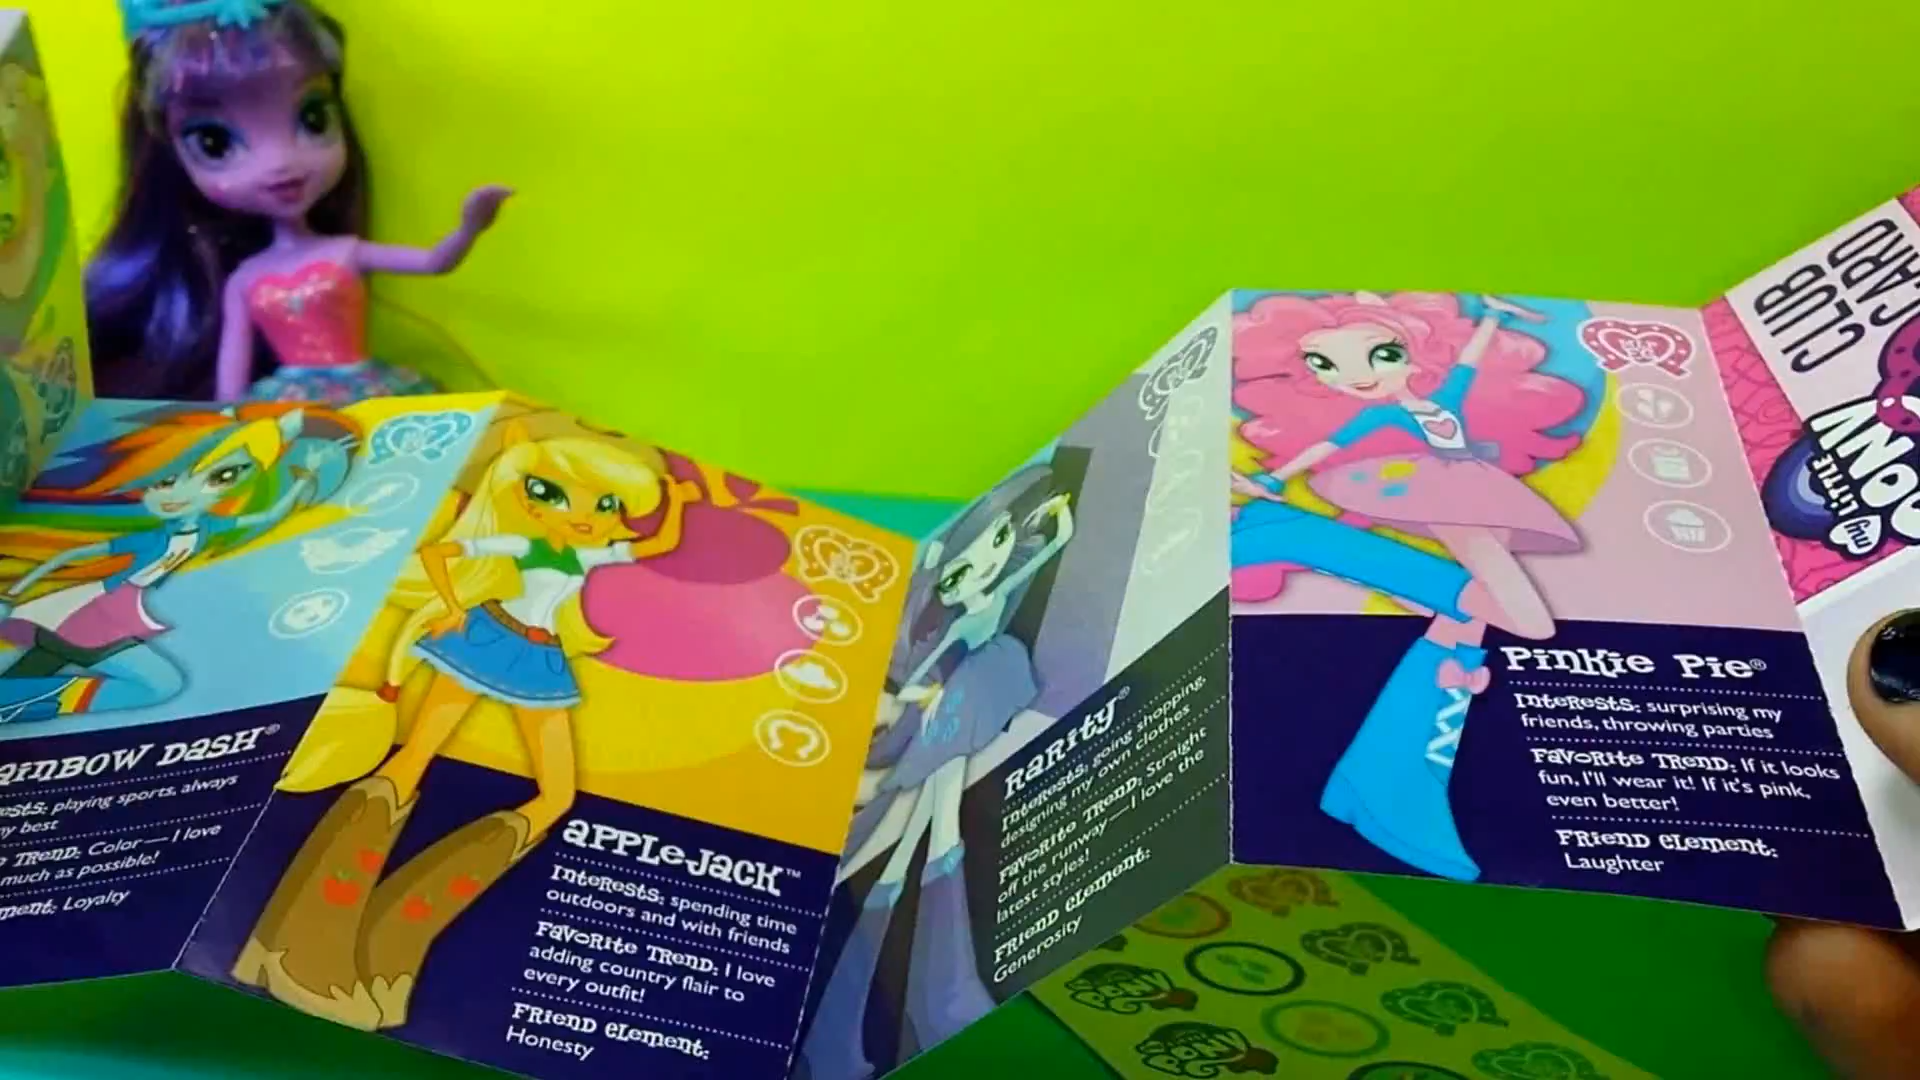 AINBOW DASH®
ests: playing sports, always
y best
TREND: Color—I love
much as possible!
ment: Loyalty
APPLEJACK™
Interests: spending time
outdoors and with friends
Favorite Trend: I love
adding country flair to
every outfit!
Friend Element:
Honesty
RARITY®
Interests: going shopping,
designing my own clothes
Favorite Trend: Straight
off the runway—I love the
latest styles!
Friend Element:
Generosity
PINKIE PIE®
Interests: surprising my
friends, throwing parties
Favorite Trend: If it looks
fun, I'll wear it! If it's pink,
even better!
Friend Element:
Laughter
CLUB
CARD
my LITTLE
PONY
PONY
PONY